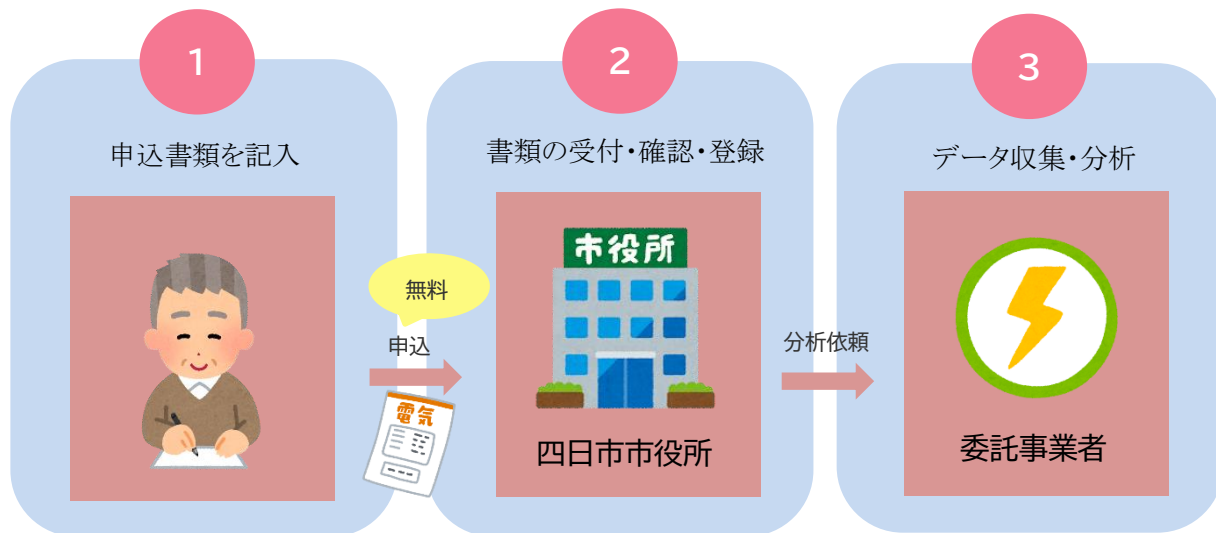 1
申込書類を記入
無料
申込
電気
2
書類の受付・確認・登録
市役所
四日市市役所
分析依頼
3
データ収集・分析
委託事業者